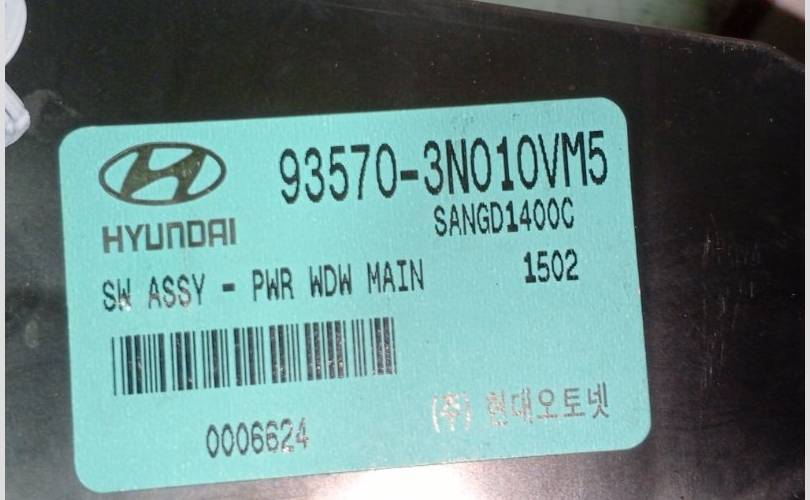 93570-3N010VM5
HYUNDAI
SANGD1400C
SW ASSY - PWR WDW MAIN
1502
0006624
(주) 현대오토넷